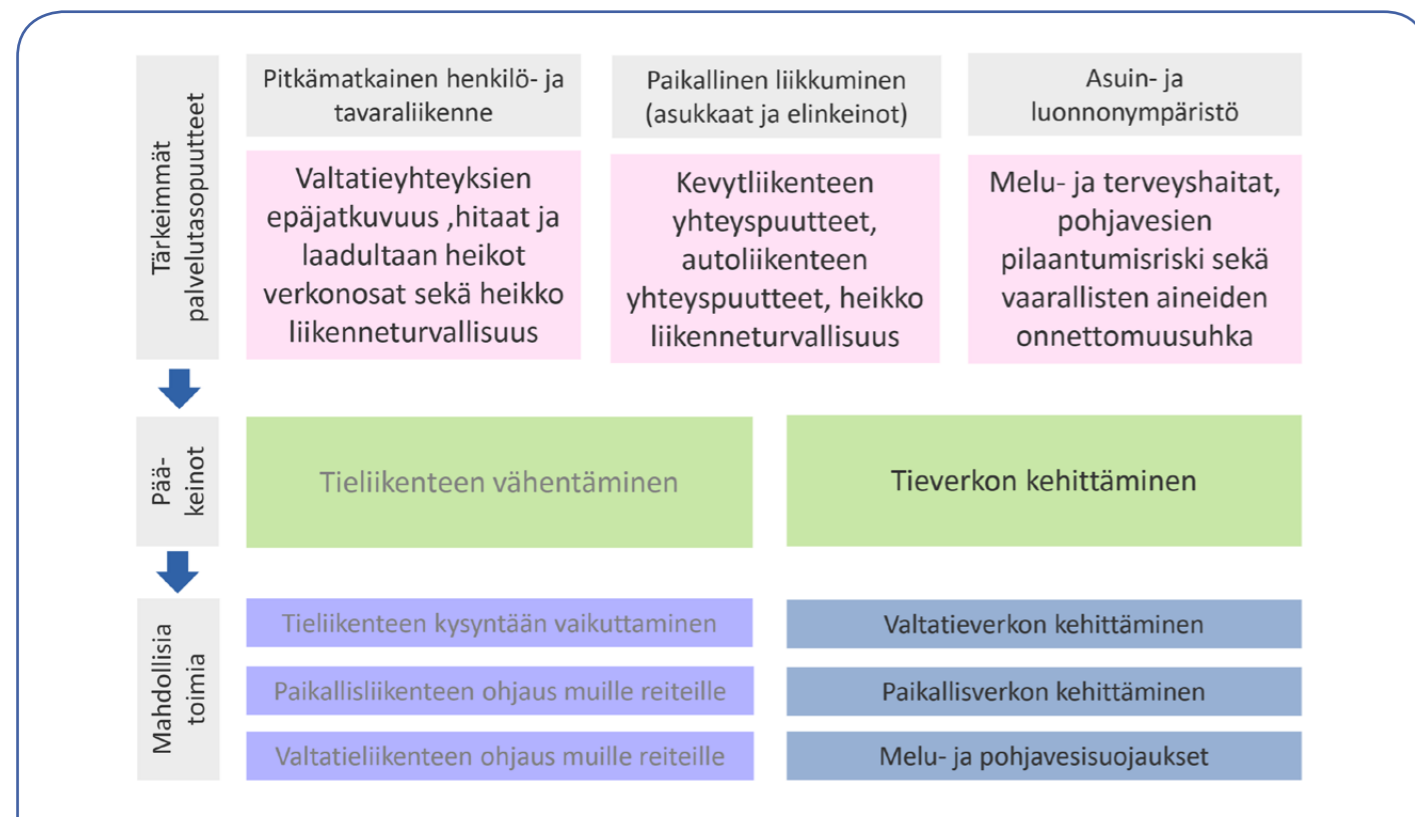 Tärkeimmät
palvelutasopuutteet
Pitkämatkainen henkilö- ja
tavaraliikenne
Paikallinen liikkuminen
(asukkaat ja elinkeinot)
Asuin- ja
luonnonympäristö
Valtatieyhteyksien
epäjatkuvuus ,hitaat ja
laadultaan heikot
verkonosat sekä heikko
liikenneturvallisuus
Kevytliikenteen
yhteyspuutteet,
autoliikenteen
yhteyspuutteet, heikko
liikenneturvallisuus
Melu- ja terveyshaitat,
pohjavesien
pilaantumisriski sekä
vaarallisten aineiden
onnettomuusuhka
Pää-
keinot
Tieliikenteen vähentäminen
Tieverkon kehittäminen
Mahdollisia
toimia
Tieliikenteen kysyntään vaikuttaminen
Valtatieverkon kehittäminen
Paikallisliikenteen ohjaus muille reiteille
Paikallisverkon kehittäminen
Valtatieliikenteen ohjaus muille reiteille
Melu- ja pohjavesisuojaukset